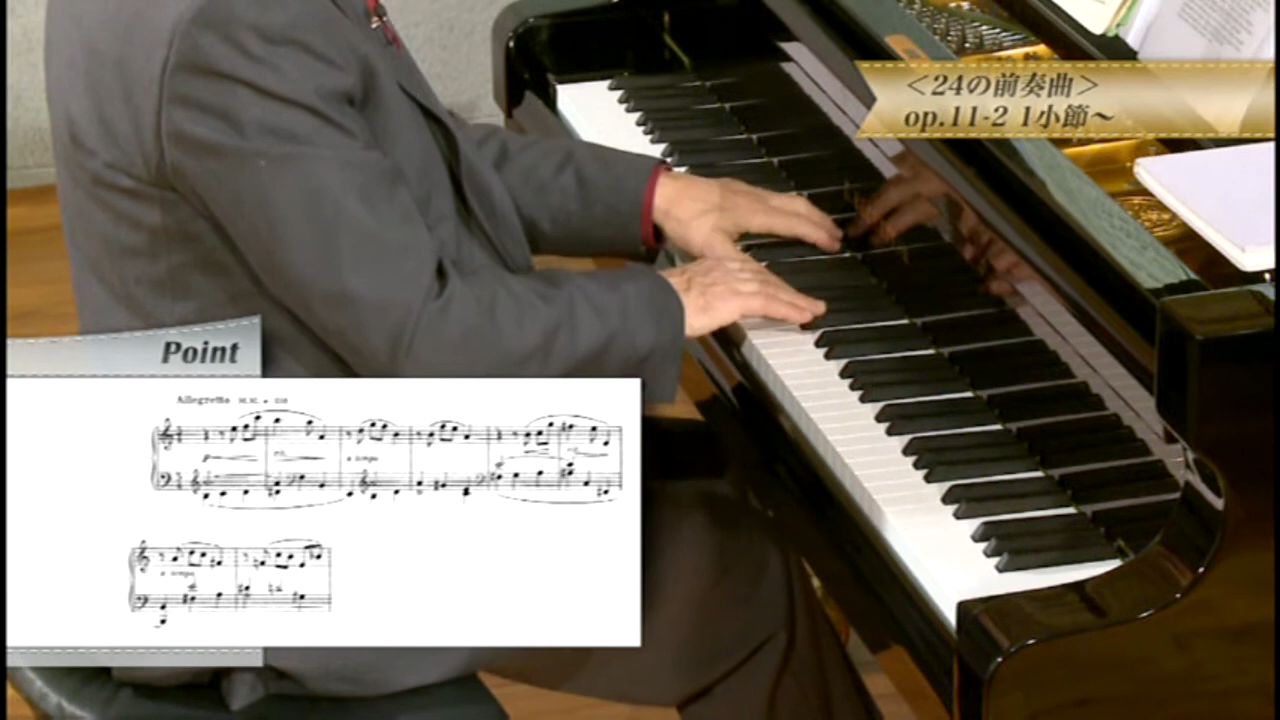 <24の前奏曲>
op.11-2 1小節～
Point
Allegretto
a tempo
a tempo